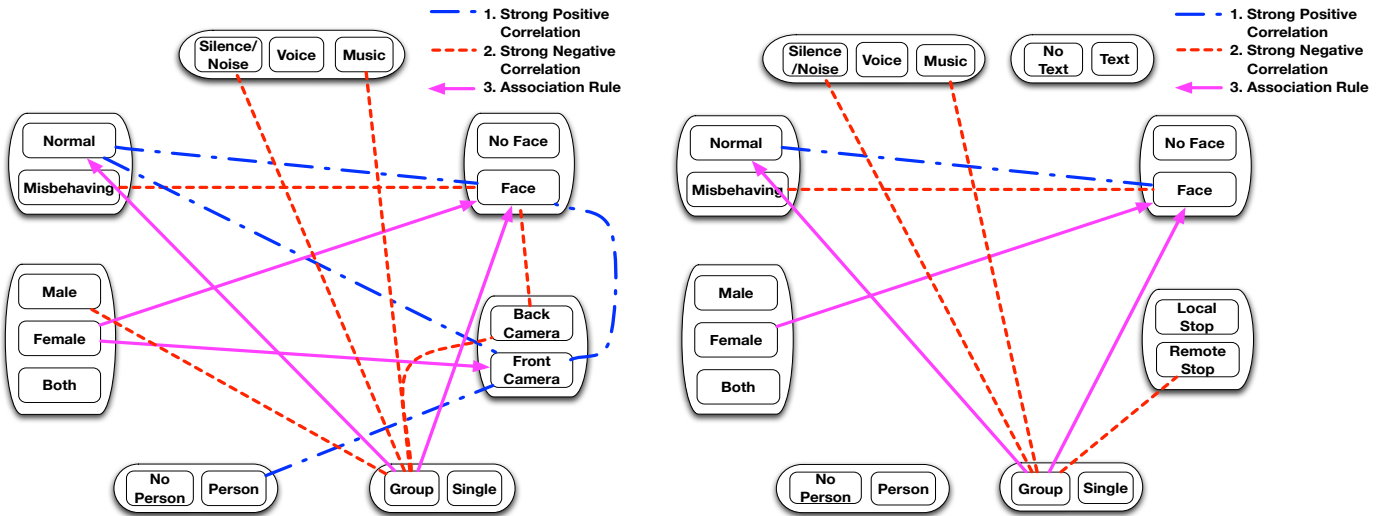 1. Strong Positive
Correlation
2. Strong Negative
Correlation
3. Association Rule
Silence/
Noise
Voice
Music
Normal
Misbehaving
No Face
Face
Male
Female
Both
Back
Camera
Front
Camera
No
Person
Person
Group
Single
1. Strong Positive
Correlation
2. Strong Negative
Correlation
3. Association Rule
Silence
/Noise
Voice
Music
No
Text
Text
Normal
Misbehaving
No Face
Face
Male
Female
Both
Local
Stop
Remote
Stop
No
Person
Person
Group
Single